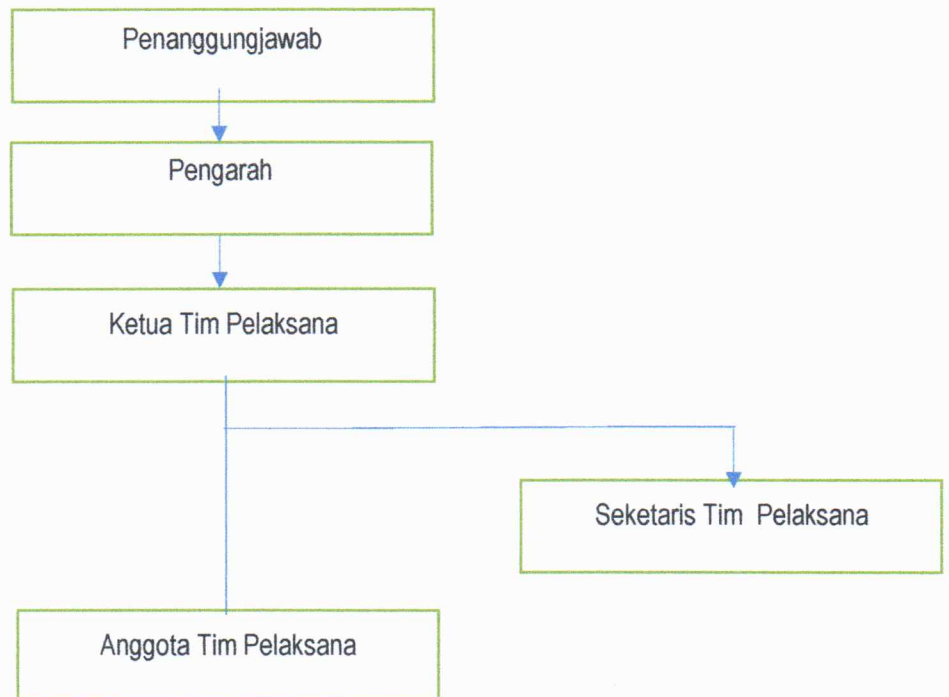 Penanggungjawab
Pengarah
Ketua Tim Pelaksana
Seketaris Tim Pelaksana
Anggota Tim Pelaksana